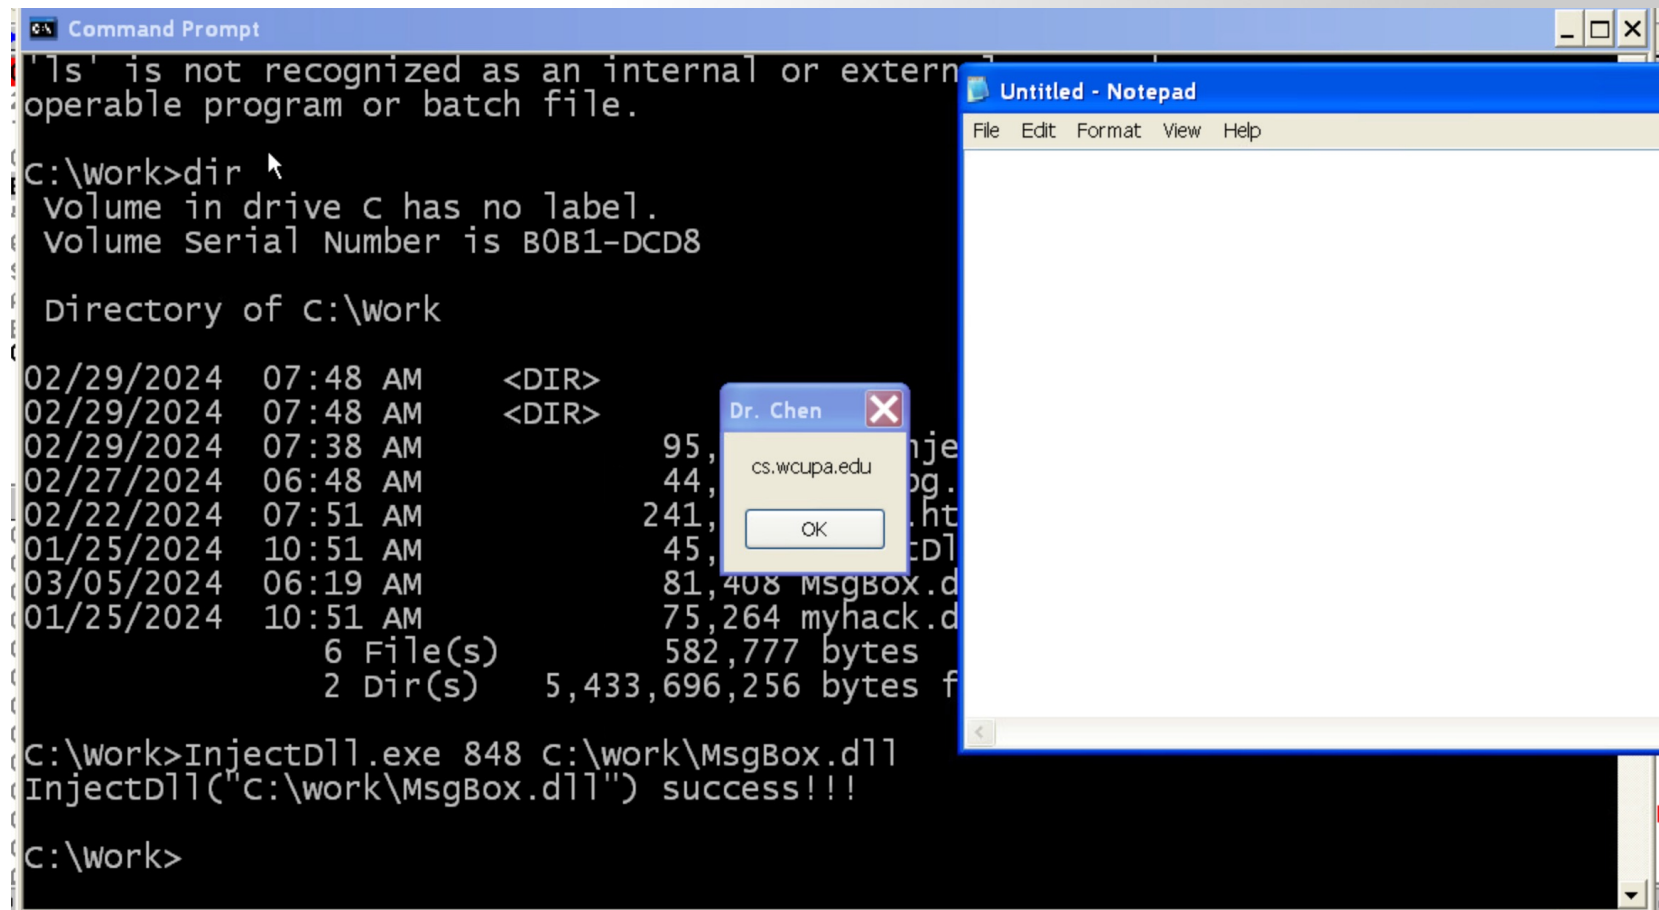 Command Prompt
'ls' is not recognized as an internal or
operable program or batch file.
C:\Work>dir
Volume in drive C has no label.
Volume Serial Number is B0B1-DCD8
Directory of C:\Work
02/29/2024 07:48 AM <DIR>
02/29/2024 07:48 AM <DIR>
02/29/2024 07:38 AM 95,
02/27/2024 06:48 AM 44,
02/22/2024 07:51 AM 241,
01/25/2024 10:51 AM 45,
03/05/2024 06:19 AM 81,408 MsgBox.d
01/25/2024 10:51 AM 75,264 myhack.d
6 File(s) 582,777 bytes
2 Dir(s) 5,433,696,256 bytes f
C:\Work>InjectDll.exe 848 C:\work\MsgBox.dll
InjectDll("C:\work\MsgBox.dll") success!!!
C:\Work>
Dr. Chen
cs.wcupa.edu
OK
Untitled - Notepad
File Edit Format View Help